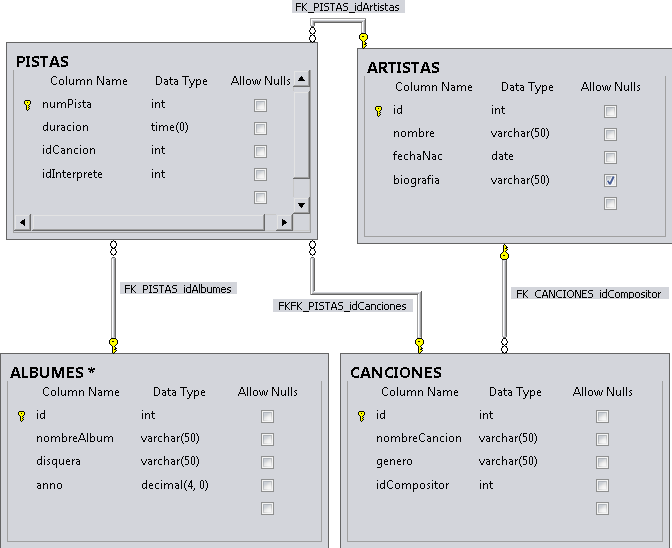 FK_PISTAS_idArtistas
PISTAS
Column Name Data Type Allow Nulls
numPista int
duracion time(0)
idCancion int
idInterprete int
ARTISTAS
Column Name Data Type Allow Nulls
id int
nombre varchar(50)
fechaNac date
biografia varchar(50)
FK_PISTAS_idAlbumes
FKFK_PISTAS_idCanciones
FK_CANCIONES_idCompositor
ALBUMES *
Column Name Data Type Allow Nulls
id int
nombreAlbum varchar(50)
disquera varchar(50)
anno decimal(4, 0)
CANCIONES
Column Name Data Type Allow Nulls
id int
nombreCancion varchar(50)
genero varchar(50)
idCompositor int